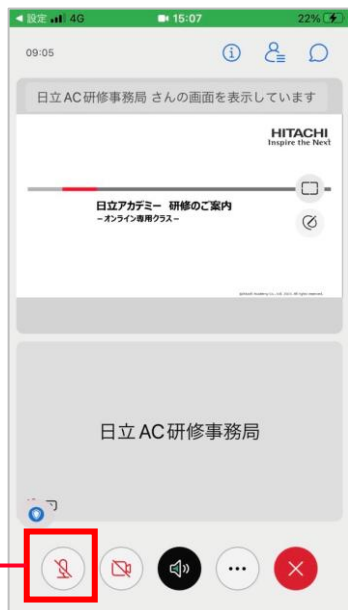 設定 4G 15:07 22%
09:05
日立AC研修事務局 さんの画面を表示しています
HITACHI
Inspire the Next
日立アカデミー 研修のご案内
－オンライン専用クラス－
日立AC研修事務局